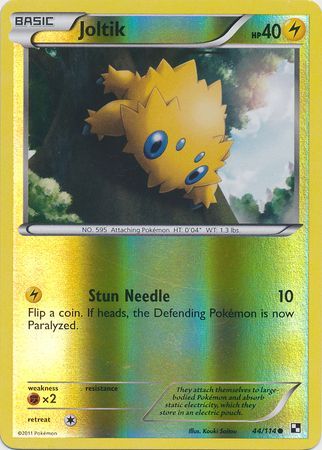 BASIC
Joltik
HP40
NO. 595 Attaching Pokémon HT: 0'04" WT: 1.3 lbs.
Stun Needle 10
Flip a coin. If heads, the Defending Pokémon is now
Paralyzed.
weakness
×2
resistance
retreat
They attach themselves to large-
bodied Pokémon and absorb
static electricity, which they
store in an electric pouch.
©2011 Pokémon
Illus. Kouki Saitou
44/114